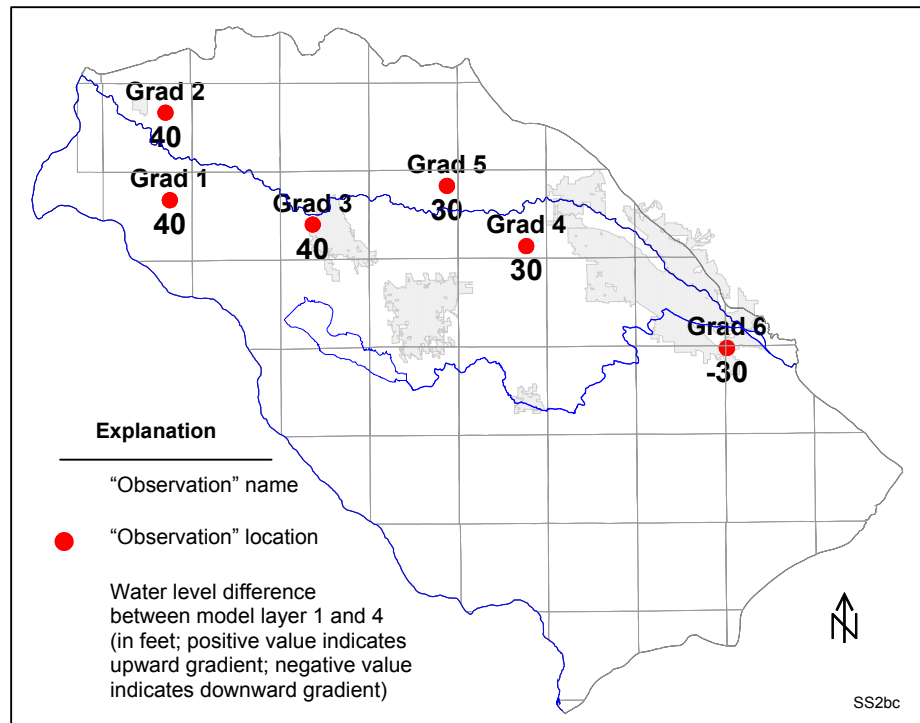 Grad 2
40
Grad 1
40
Grad 5
30
Grad 3
40
Grad 4
30
Grad 6
-30
Explanation
“Observation” name
“Observation” location
Water level difference
between model layer 1 and 4
(in feet; positive value indicates
upward gradient; negative value
indicates downward gradient)
N
SS2bc